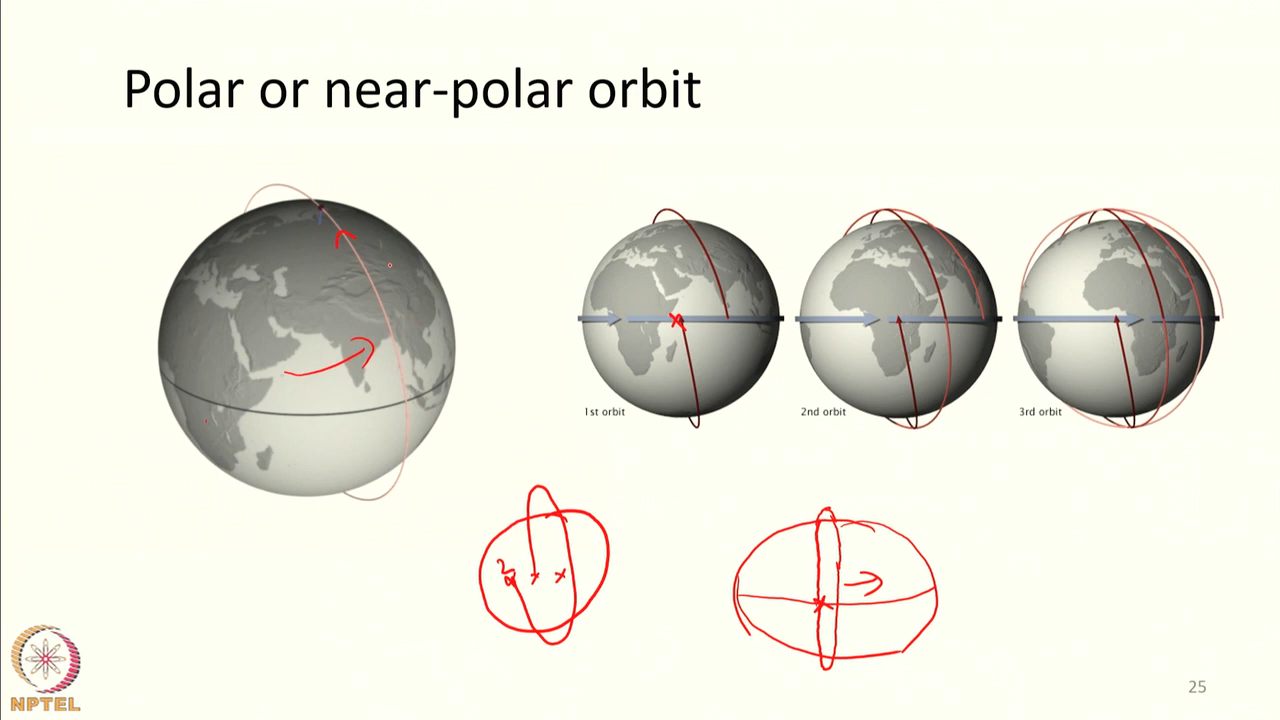 Polar or near-polar orbit
1st orbit
2nd orbit
3rd orbit
25
NPTEL